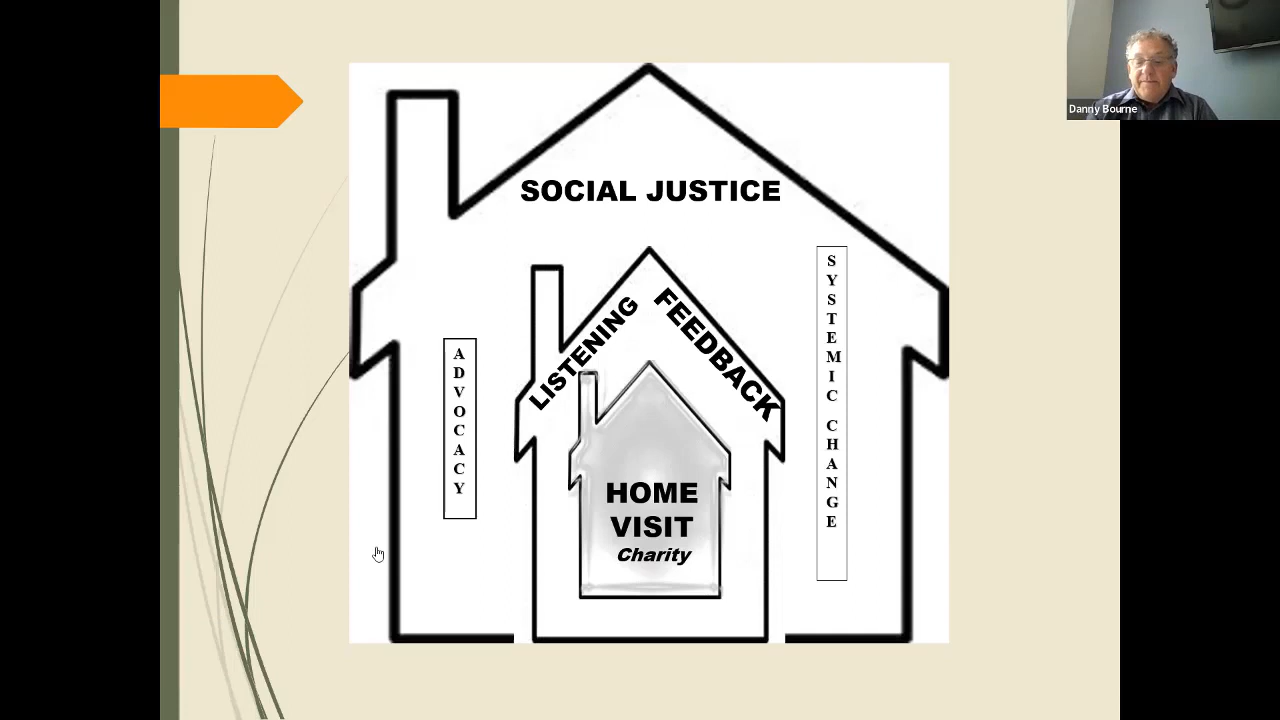 SOCIAL JUSTICE
LISTENING
FEEDBACK
ADVOCACY
SYSTEMIC CHANGE
HOME
VISIT
Charity
Danny Bourne